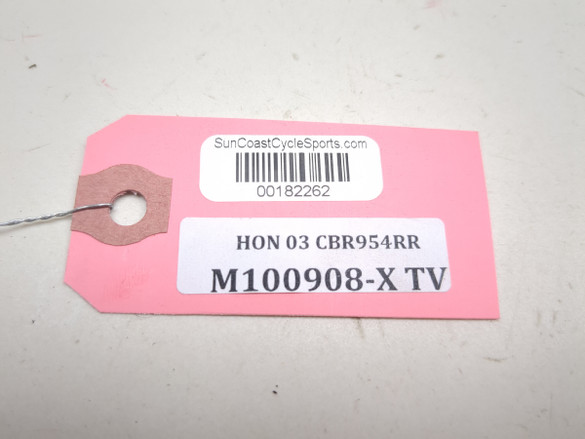 SunCoastCycleSports.com
00182262
HON 03 CBR954RR
M100908-X TV